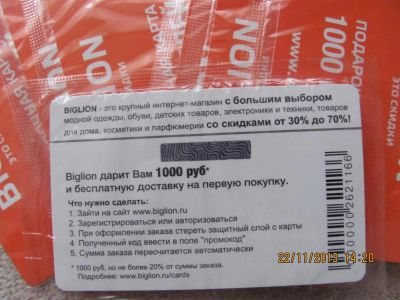 ПОДАРО
1000
BIGLION - это крупный интернет-магазин с большим выбором
модной одежды, обуви, детских товаров, электроники и техники, товаров
для дома, косметики и парфюмерии со скидками от 30% до 70%!
Biglion дарит Вам 1000 руб*
и бесплатную доставку на первую покупку.
Что нужно сделать:
1. Зайти на сайт www.biglion.ru
2. Зарегистрироваться или авторизоваться
3. При оформлении заказа стереть защитный слой с карты
4. Полученный код ввести в поле "промокод"
5. Сумма заказа пересчитается автоматически
* 1000 руб, но не более 20% от суммы заказа
Подробнее: www.biglion.ru/cards
BIGLION
ЭТО СКИД
22/11/2013 14:20